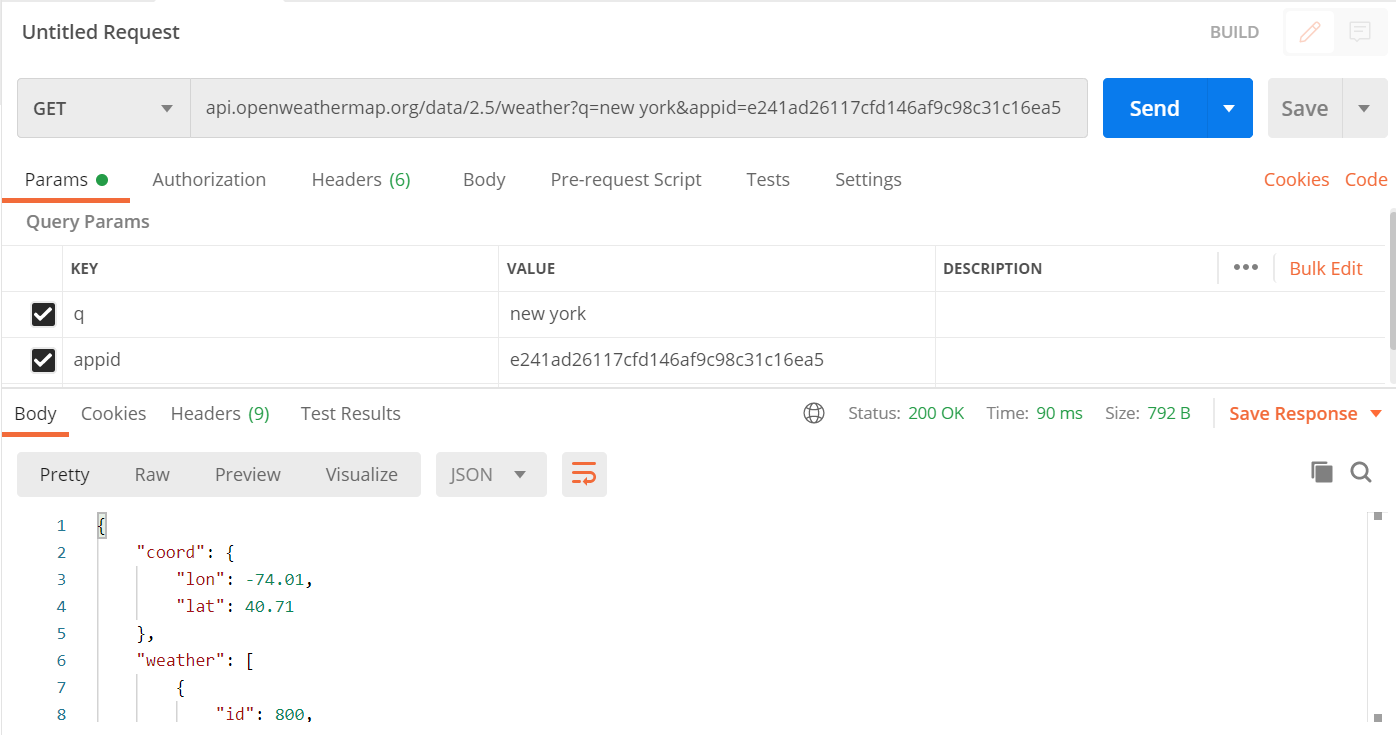 Untitled Request BUILD
GET api.openweathermap.org/data/2.5/weather?q=new york&appid=e241ad26117cfd146af9c98c31c16ea5 Send Save
Params Authorization Headers (6) Body Pre-request Script Tests Settings Cookies Code
Query Params
KEY VALUE DESCRIPTION ••• Bulk Edit
q new york
appid e241ad26117cfd146af9c98c31c16ea5
Body Cookies Headers (9) Test Results Status: 200 OK Time: 90 ms Size: 792 B Save Response
Pretty Raw Preview Visualize JSON
1 {
2 "coord": {
3 "lon": -74.01,
4 "lat": 40.71
5 },
6 "weather": [
7 {
8 "id": 800,